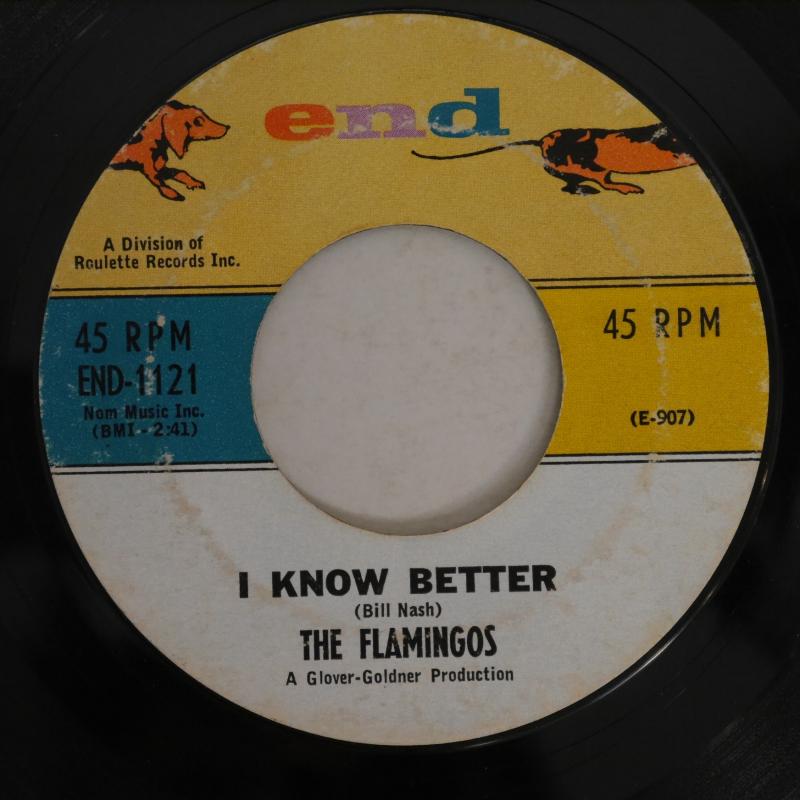 end
A Division of
Roulette Records Inc.
45 RPM
END-1121
Nom Music Inc.
(BMI - 2:41)
45 RPM
(E-907)
I KNOW BETTER
(Bill Nash)
THE FLAMINGOS
A Glover-Goldner Production